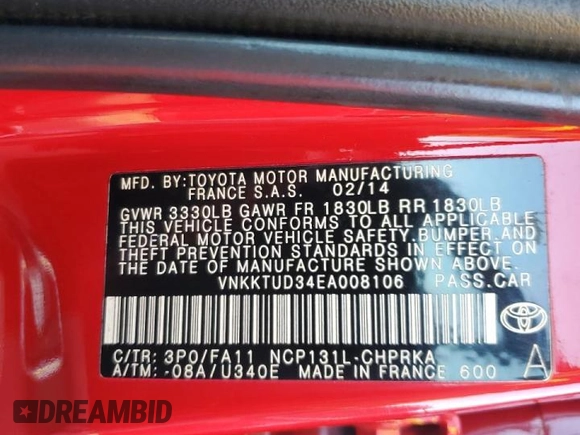 MFD. BY:TOYOTA MOTOR MANUFACTURING
FRANCE S.A.S. 02/14
GVWR 3330LB GAWR FR 1830LB RR 1830LB
THIS VEHICLE CONFORMS TO ALL APPLICABLE
FEDERAL MOTOR VEHICLE SAFETY, BUMPER, AND
THEFT PREVENTION STANDARDS IN EFFECT ON
THE DATE OF MANUFACTURE SHOWN ABOVE.
VNKKTUD34EA008106 PASS.CAR
C/TR: 3P0/FA11 NCP131L-CHPRKA
A/TM: -08A/U340E MADE IN FRANCE 600
A
DREAMBID